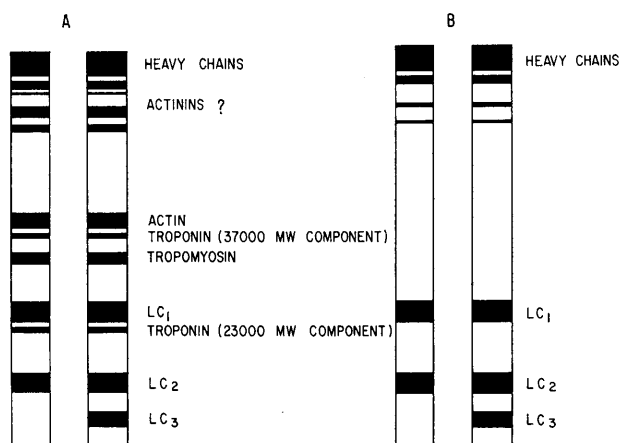 A
HEAVY CHAINS
ACTININS ?
ACTIN
TROPONIN (37000 MW COMPONENT)
TROPOMYOSIN
LC₁
TROPONIN (23000 MW COMPONENT)
LC₂
LC₃
B
HEAVY CHAINS
LC₁
LC₂
LC₃